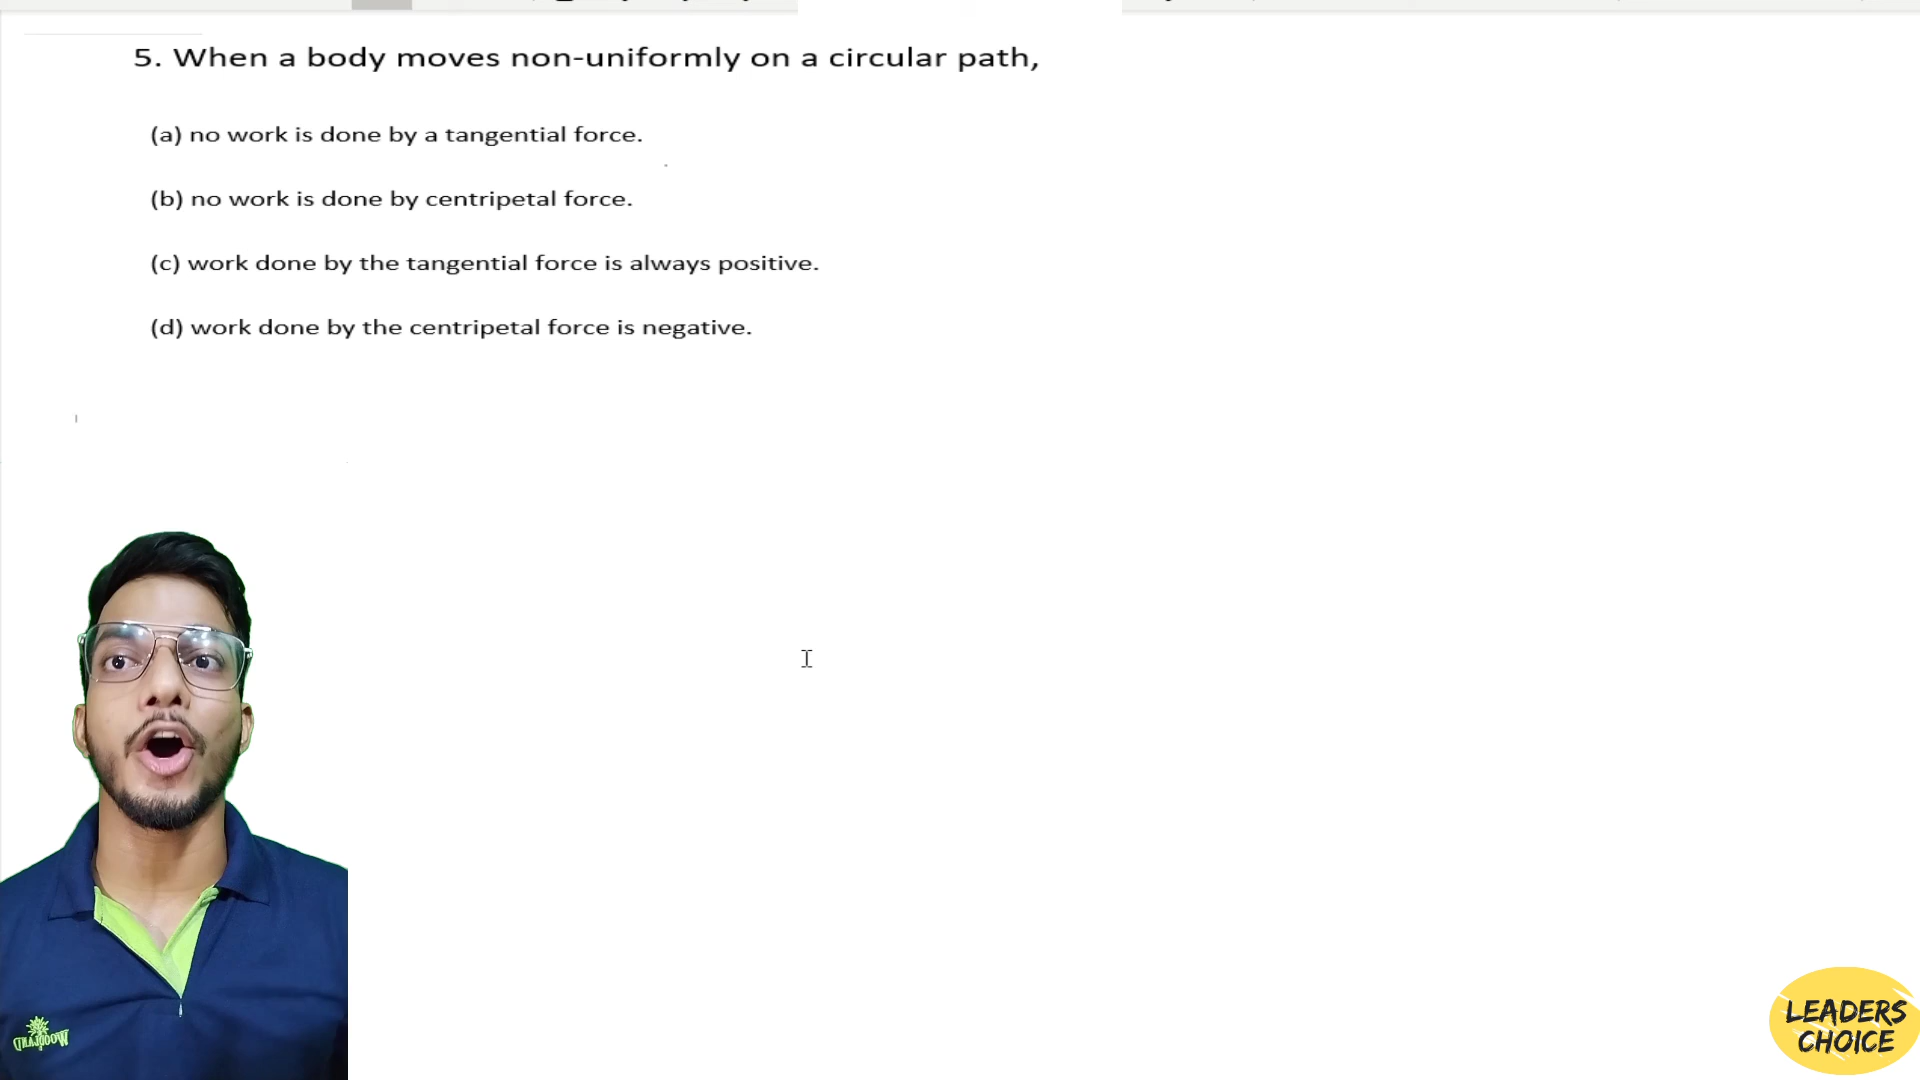 5. When a body moves non-uniformly on a circular path,
(a) no work is done by a tangential force.
(b) no work is done by centripetal force.
(c) work done by the tangential force is always positive.
(d) work done by the centripetal force is negative.
WOODLAND
LEADERS
CHOICE